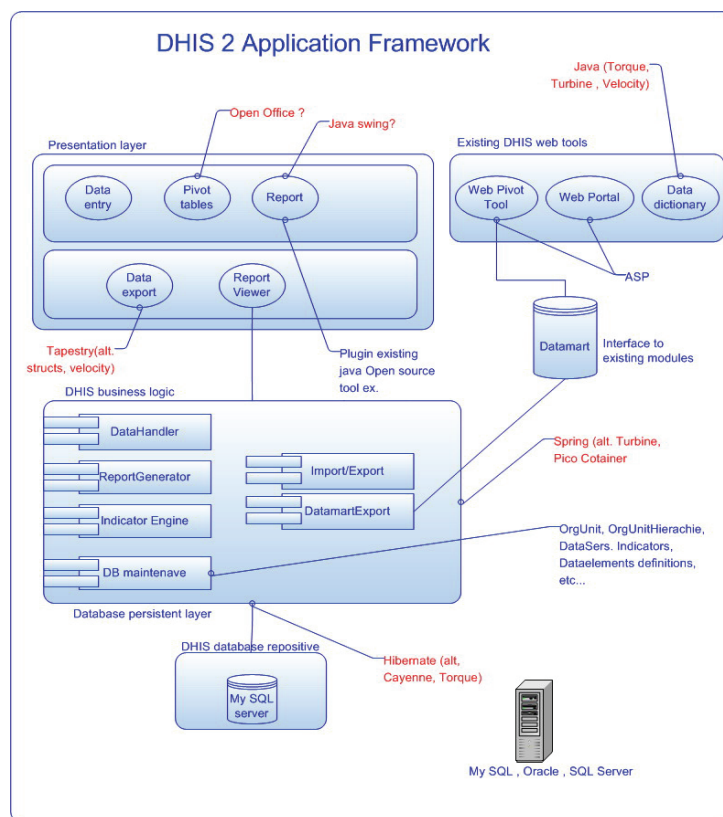 DHIS 2 Application Framework
Java (Torque,
Turbine , Velocity)
Open Office ?
Java swing?
Presentation layer
Existing DHIS web tools
Data
entry
Pivot
tables
Report
Web Pivot
Tool
Web Portal
Data
dictionary
Data
export
Report
Viewer
ASP
Tapestry(alt.
structs, velocity)
Plugin existing
java Open source
tool ex.
Datamart
Interface to
existing modules
DHIS business logic
DataHandler
ReportGenerator
Indicator Engine
DB maintenave
Import/Export
DatamartExport
Spring (alt. Turbine,
Pico Cotainer
OrgUnit, OrgUnitHierachie,
DataSers. Indicators,
Dataelements definitions,
etc...
Database persistent layer
DHIS database repositive
My SQL
server
Hibernate (alt,
Cayenne, Torque)
My SQL , Oracle , SQL Server